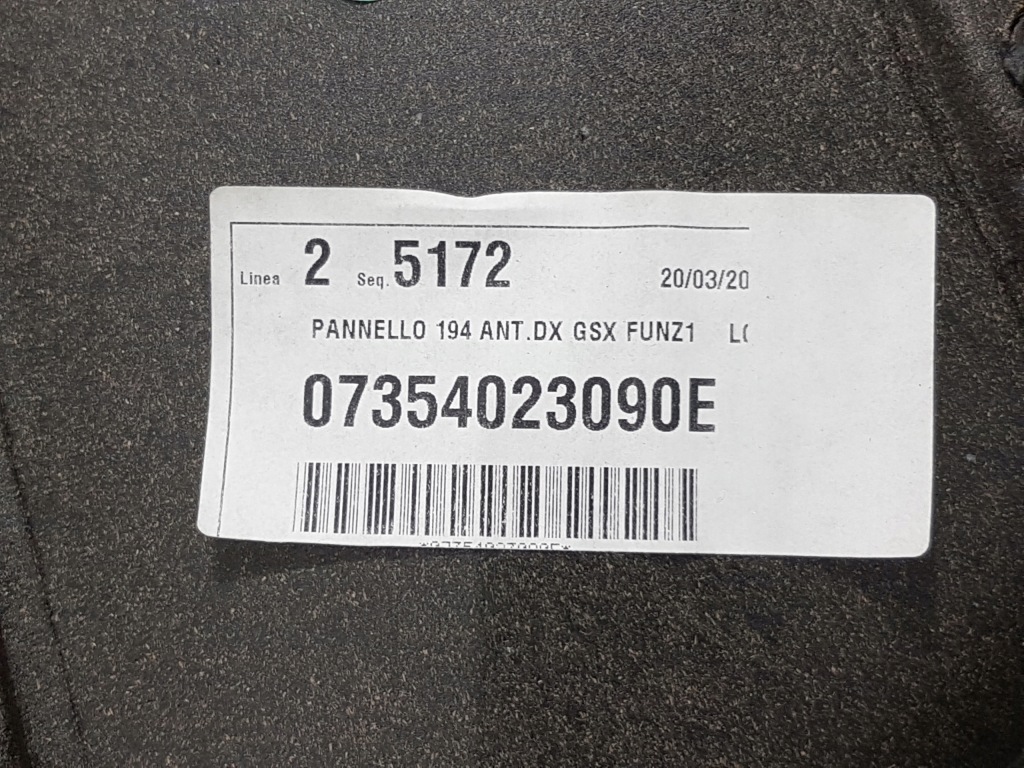 Linea 2 Seq. 5172 20/03/20
PANNELLO 194 ANT.DX GSX FUNZ1
07354023090E